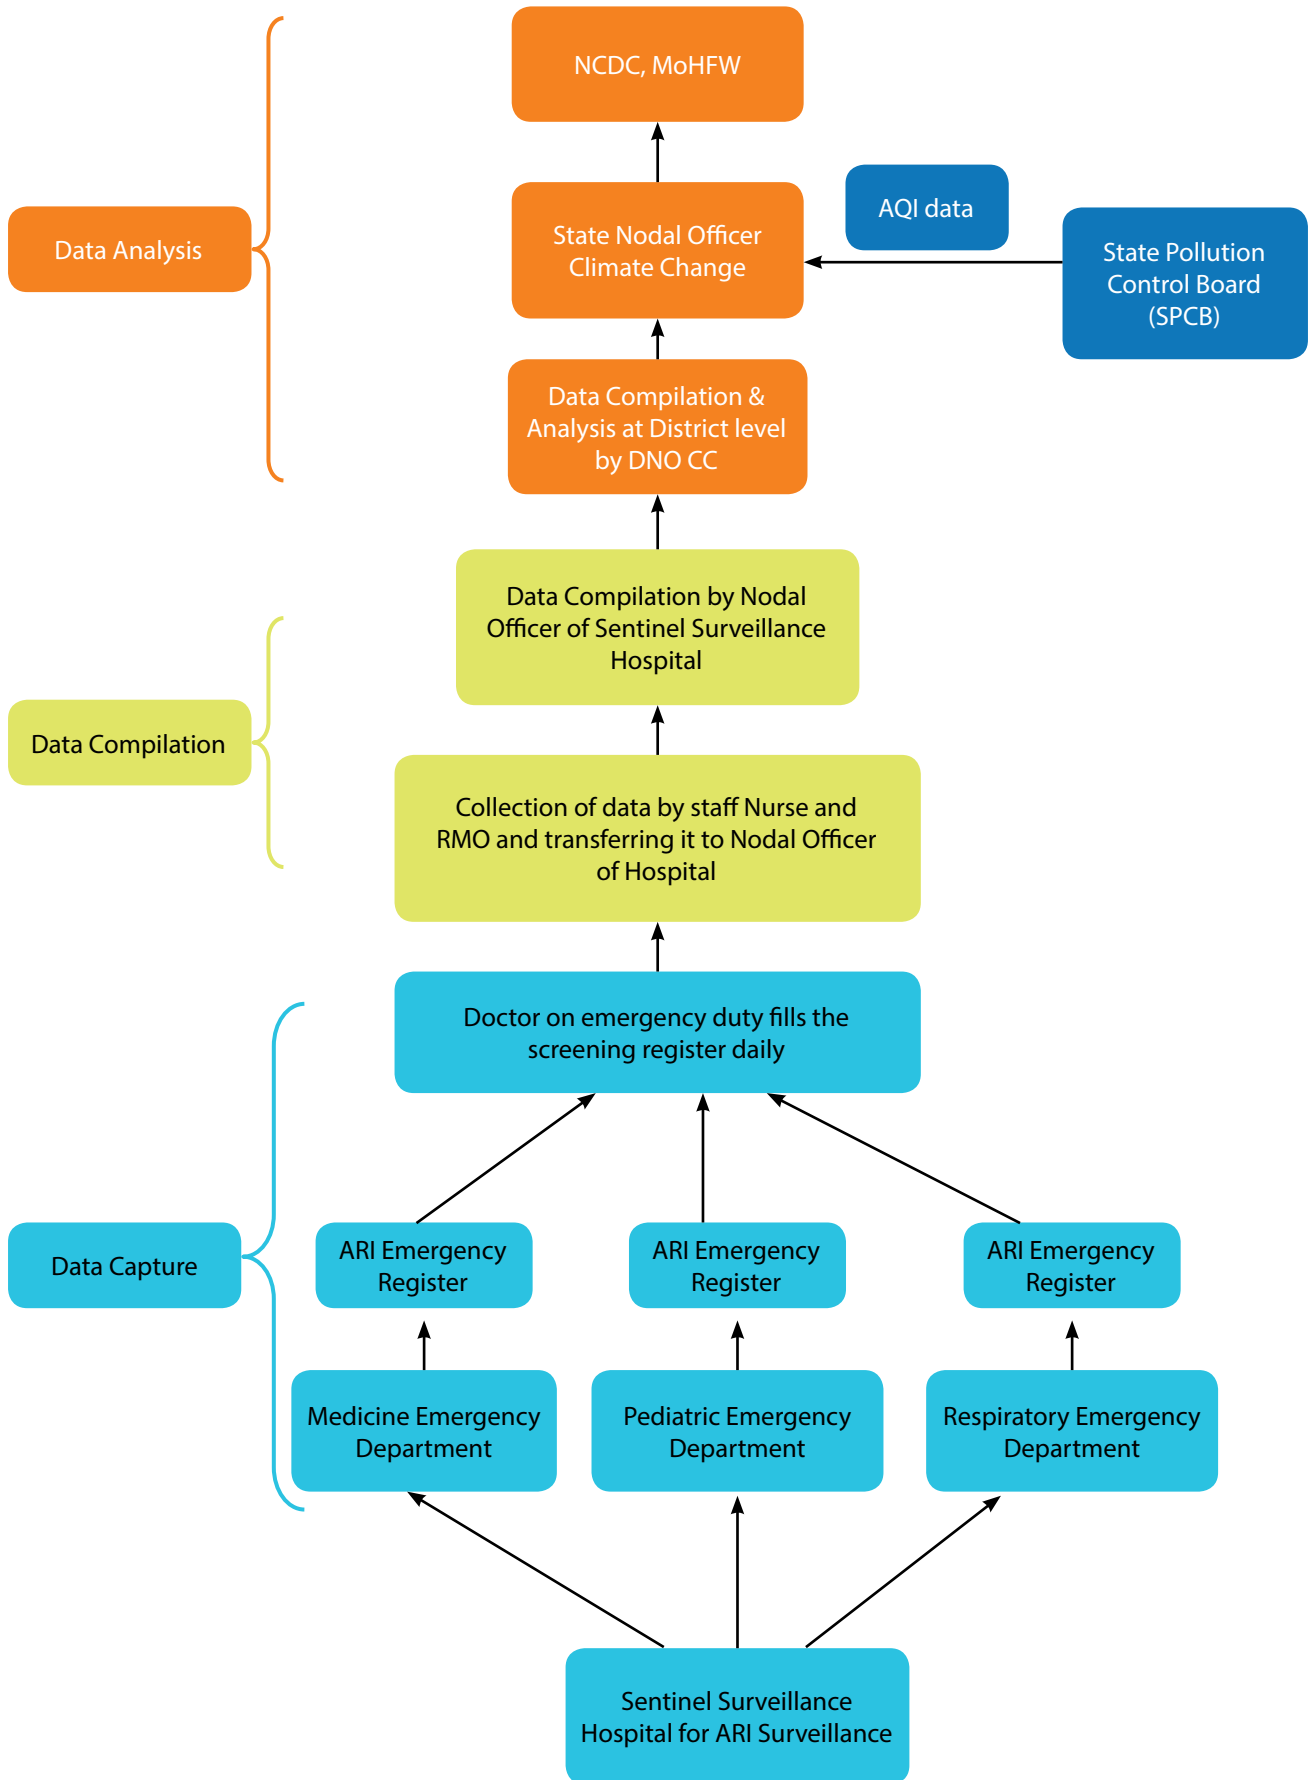 NCDC, MoHFW
AQI data
State Nodal Officer
Climate Change
Data Analysis
State Pollution
Control Board
(SPCB)
Data Compilation &
Analysis at District level
by DNO CC
Data Compilation by Nodal
Officer of Sentinel Surveillance
Hospital
Data Compilation
Collection of data by staff Nurse and
RMO and transferring it to Nodal Officer
of Hospital
Doctor on emergency duty fills the
screening register daily
Data Capture
ARI Emergency
Register
ARI Emergency
Register
ARI Emergency
Register
Medicine Emergency
Department
Pediatric Emergency
Department
Respiratory Emergency
Department
Sentinel Surveillance
Hospital for ARI Surveillance